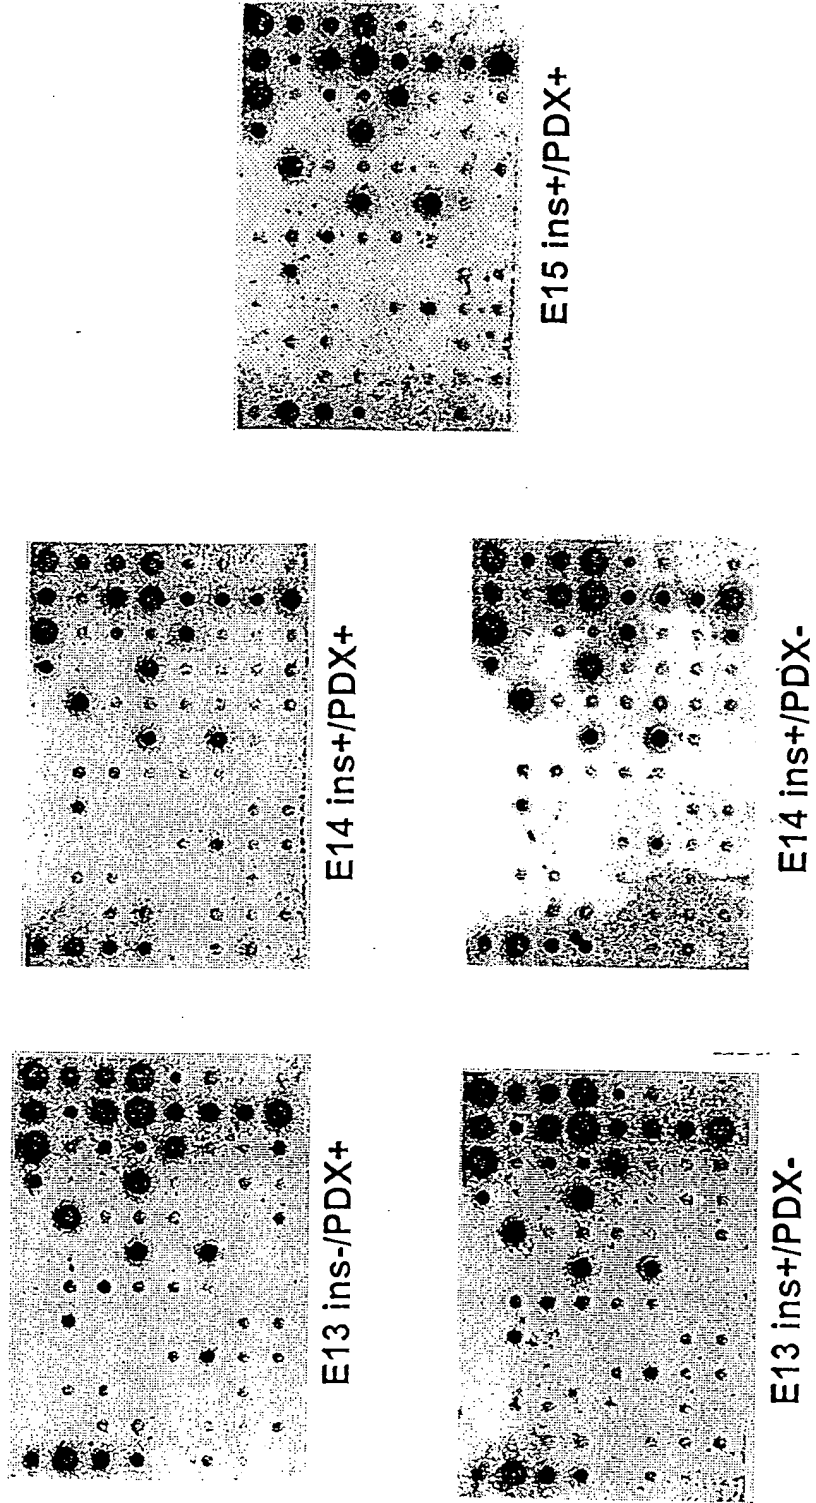 E13 ins-/PDX+
E14 ins+/PDX+
E15 ins+/PDX+
E13 ins+/PDX-
E14 ins+/PDX-